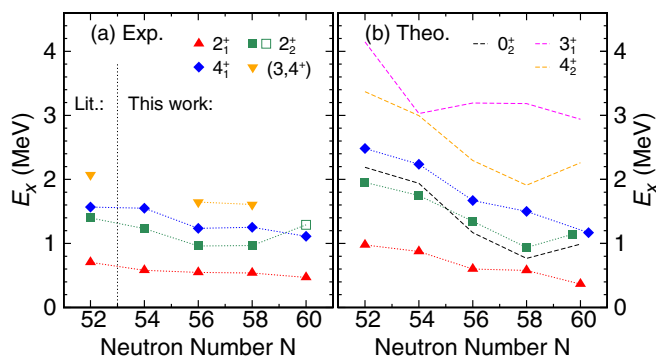 (a) Exp.
2₁⁺ 2₂⁺
4₁⁺ (3,4⁺)
Lit.: This work:
4
3
2
1
0
Eₓ (MeV)
52 54 56 58 60
Neutron Number N
(b) Theo.
0₂⁺ 3₁⁺
4₂⁺
52 54 56 58 60
Neutron Number N
4
3
2
1
0
Eₓ (MeV)